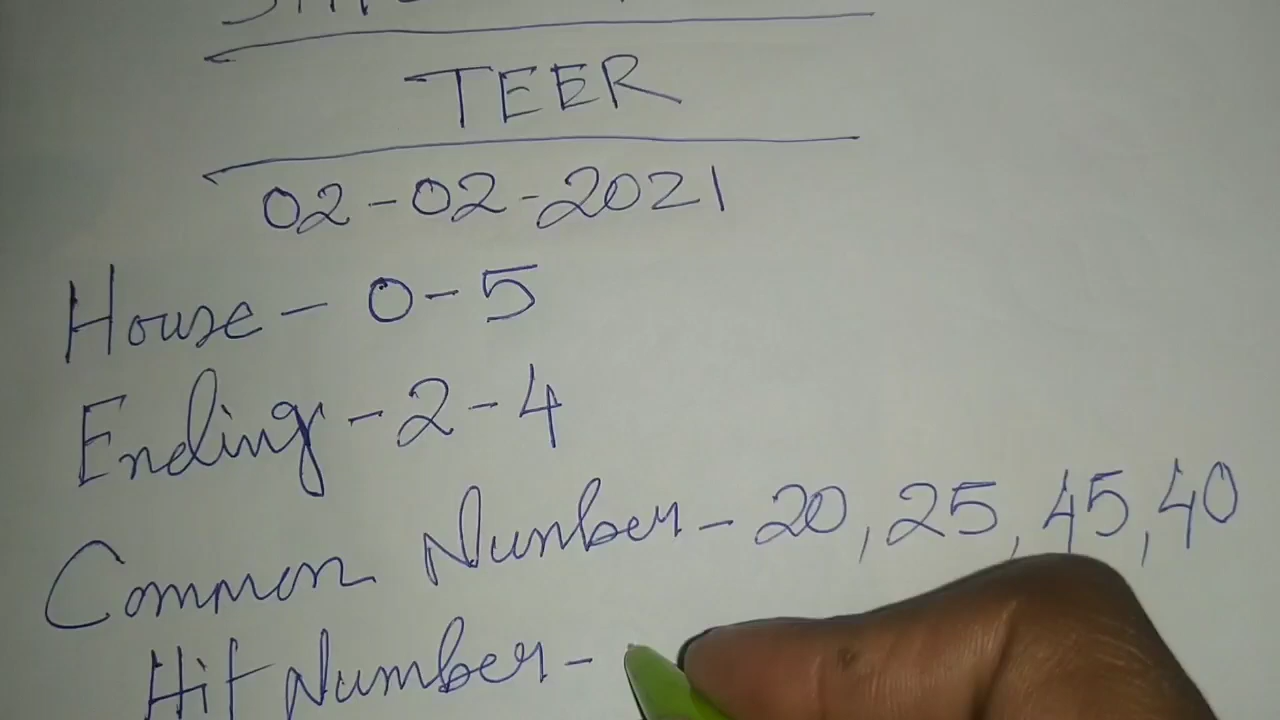 TEER
02-02-2021
House - 0-5
Ending - 2-4
Common Number - 20, 25, 45, 40
Hit Number -